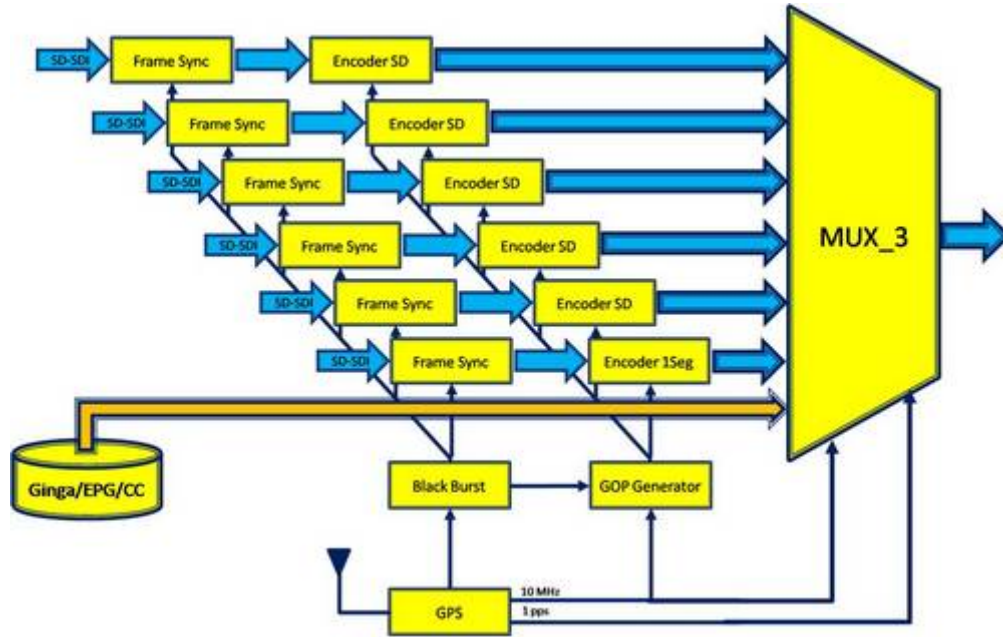 SD-SDI
Frame Sync
Encoder SD
SD-SDI
Frame Sync
Encoder SD
SD-SDI
Frame Sync
Encoder SD
SD-SDI
Frame Sync
Encoder SD
MUX_3
SD-SDI
Frame Sync
Encoder SD
SD-SDI
Frame Sync
Encoder 1Seg
Ginga/EPG/CC
Black Burst
GOP Generator
10 MHz
GPS
1 pps